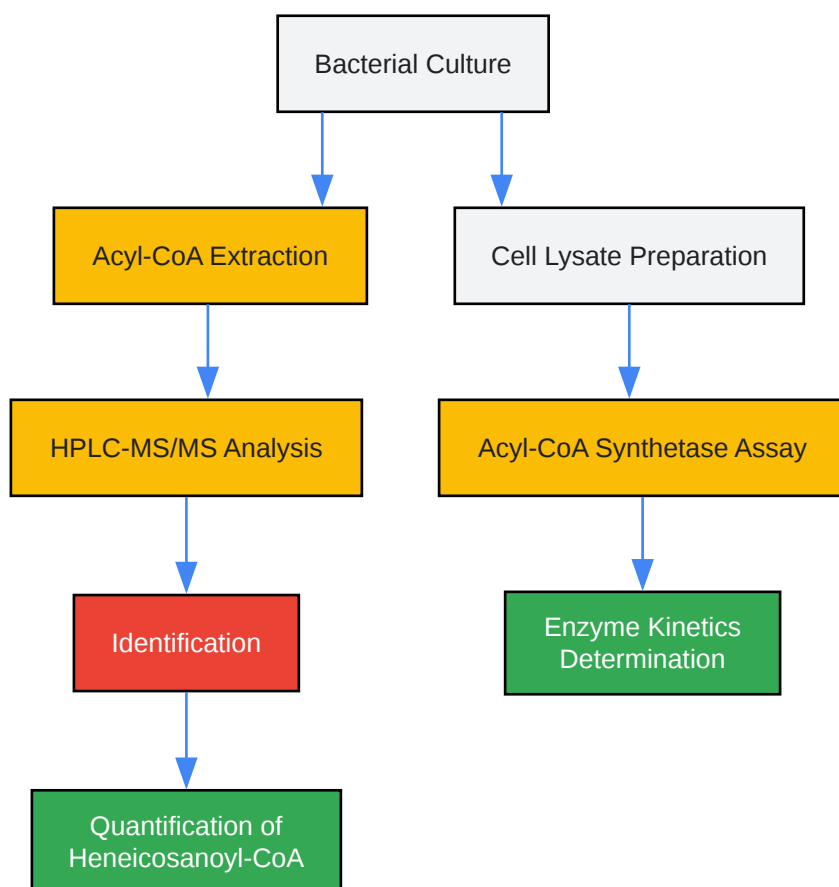 Bacterial Culture
Acyl-CoA Extraction
Cell Lysate Preparation
HPLC-MS/MS Analysis
Acyl-CoA Synthetase Assay
Identification
Enzyme Kinetics
Determination
Quantification of
Heneicosanoyl-CoA